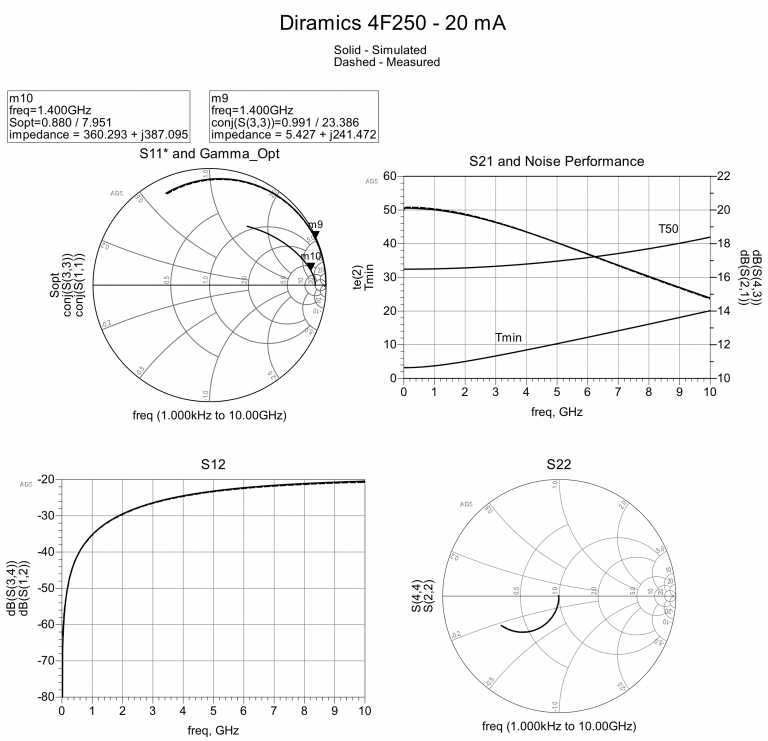 Diramics 4F250 - 20 mA
Solid - Simulated
Dashed - Measured
m10
freq=1.400GHz
Sopt=0.880 / 7.951
impedance = 360.293 + j387.095
m9
freq=1.400GHz
conj(S(3,3))=0.991 / 23.386
impedance = 5.427 + j241.472
S11* and Gamma_Opt
ADS
m9
m10
Sopt
conj(S(3,3))
conj(S(1,1))
freq (1.000kHz to 10.00GHz)
S21 and Noise Performance
ADS
60
50
40
30
20
10
0
22
20
18
16
14
12
10
T50
Tmin
te(2)
Tmin
dB(S(4,3))
dB(S(2,1))
0 1 2 3 4 5 6 7 8 9 10
freq, GHz
S12
ADS
-20
-30
-40
-50
-60
-70
-80
dB(S(3,4))
dB(S(1,2))
0 1 2 3 4 5 6 7 8 9 10
freq, GHz
S22
ADS
S(4,4)
S(2,2)
freq (1.000kHz to 10.00GHz)